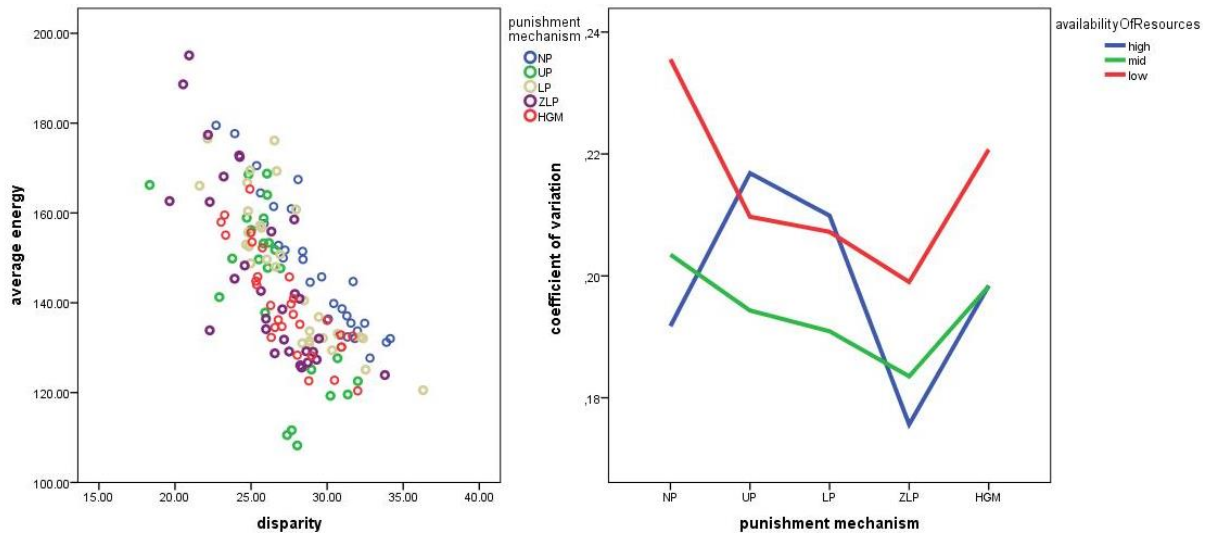 200.00
180.00
160.00
140.00
120.00
100.00
average energy
15.00 20.00 25.00 30.00 35.00 40.00
disparity
punishment
mechanism
NP
UP
LP
ZLP
HGM
,24
,22
,20
,18
coefficient of variation
NP UP LP ZLP HGM
punishment mechanism
availabilityOfResources
high
mid
low